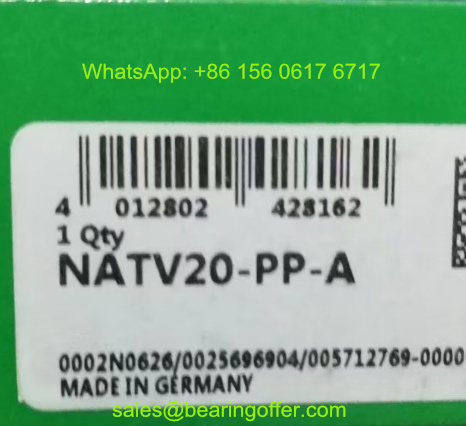 WhatsApp: +86 156 0617 6717
4 012802 428162
1 Qty
NATV20-PP-A
0002N0626/0025696904/005712769-0000
MADE IN GERMANY
sales@bearingoffer.com